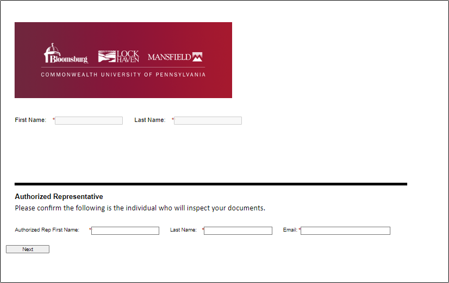 Bloomsburg LOCK HAVEN MANSFIELD
COMMONWEALTH UNIVERSITY OF PENNSYLVANIA
First Name: * Last Name: *
Authorized Representative
Please confirm the following is the individual who will inspect your documents.
Authorized Rep First Name: * Last Name: * Email: *
Next